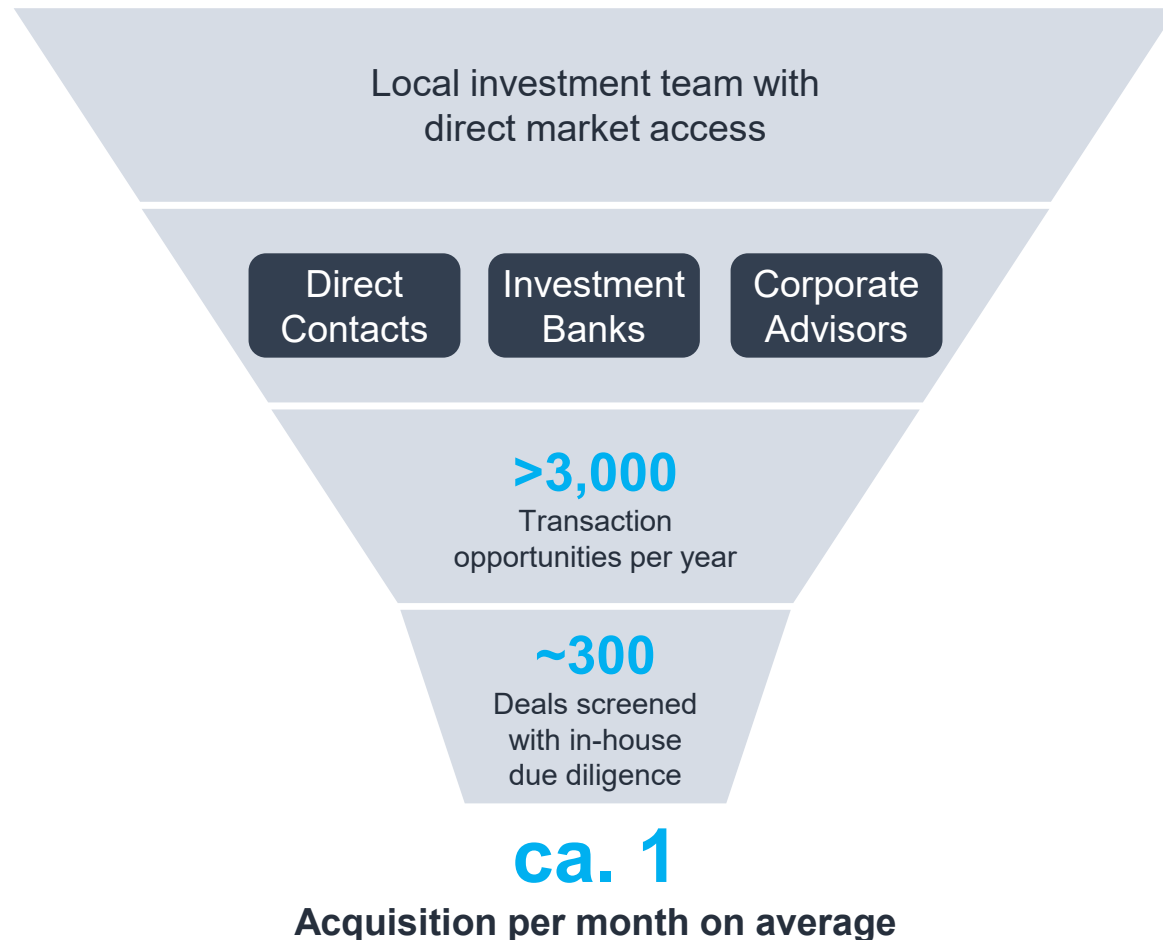 Local investment team with
direct market access
Direct
Contacts
Investment
Banks
Corporate
Advisors
>3,000
Transaction
opportunities per year
~300
Deals screened
with in-house
due diligence
ca. 1
Acquisition per month on average